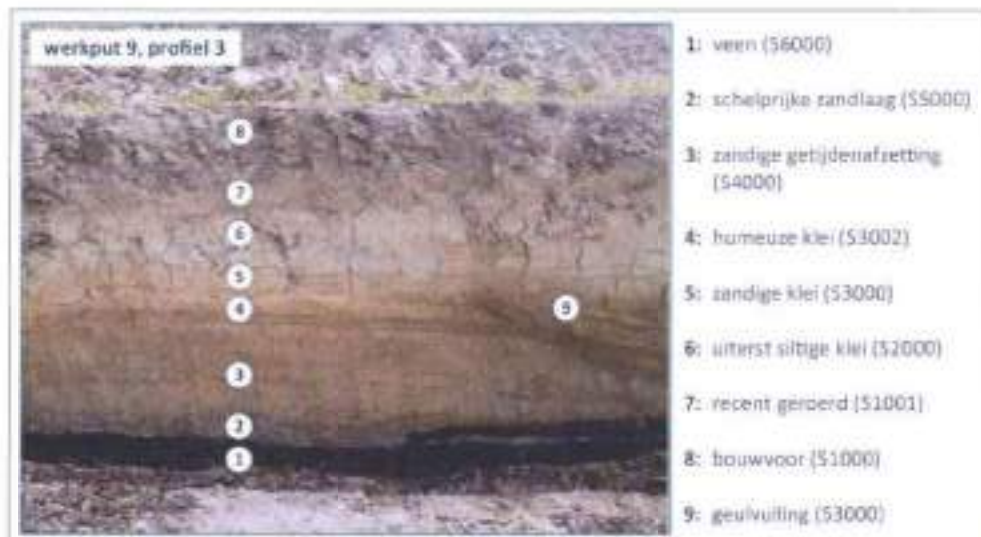 werkput 9, profiel 3
8
7
6
5
4
9
3
2
1
1: veen (S6000)
2: schelprijke zandlaag (S5000)
3: zandige getijdenafzetting
(S4000)
4: humeuze klei (S3002)
5: zandige klei (S3000)
6: uiterst siltige klei (S2000)
7: recent geroerd (S1001)
8: bouwvoor (S1000)
9: geulvulling (S3000)